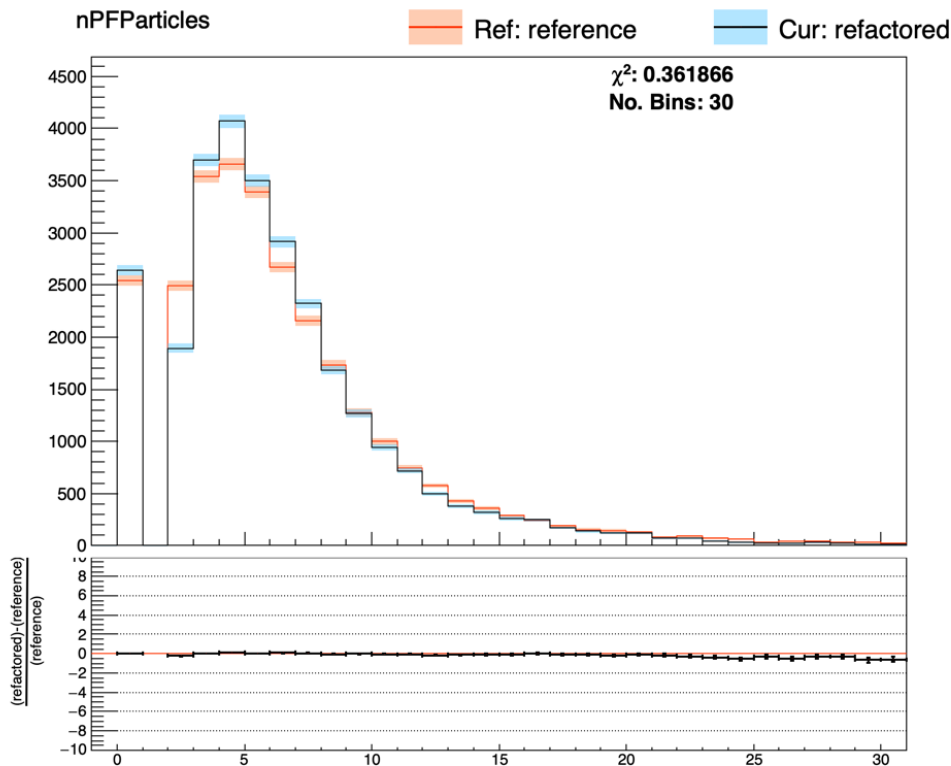 nPFParticles
Ref: reference
Cur: refactored
χ²: 0.361866
No. Bins: 30
4500
4000
3500
3000
2500
2000
1500
1000
500
0
10
8
6
4
2
0
−2
−4
−6
−8
−10
(refactored)-(reference)
(reference)
0 5 10 15 20 25 30